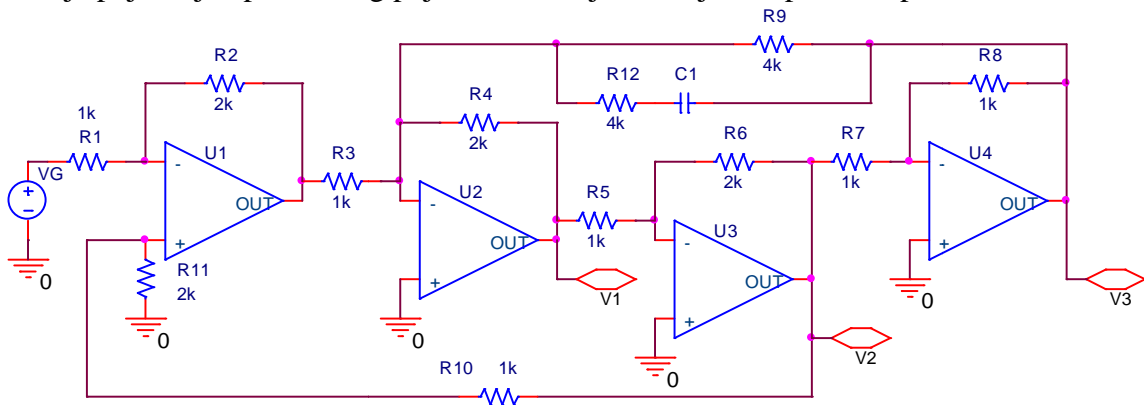 R9
4k
R2
2k
R12
4k
C1
R8
1k
R4
2k
1k
R1
R6
2k
R7
1k
U1
U2
U4
VG
R3
1k
R5
1k
U3
+
-
-
+
OUT
-
+
OUT
-
+
OUT
-
+
OUT
R11
2k
0
0
0
0
0
V1
V2
V3
R10
1k